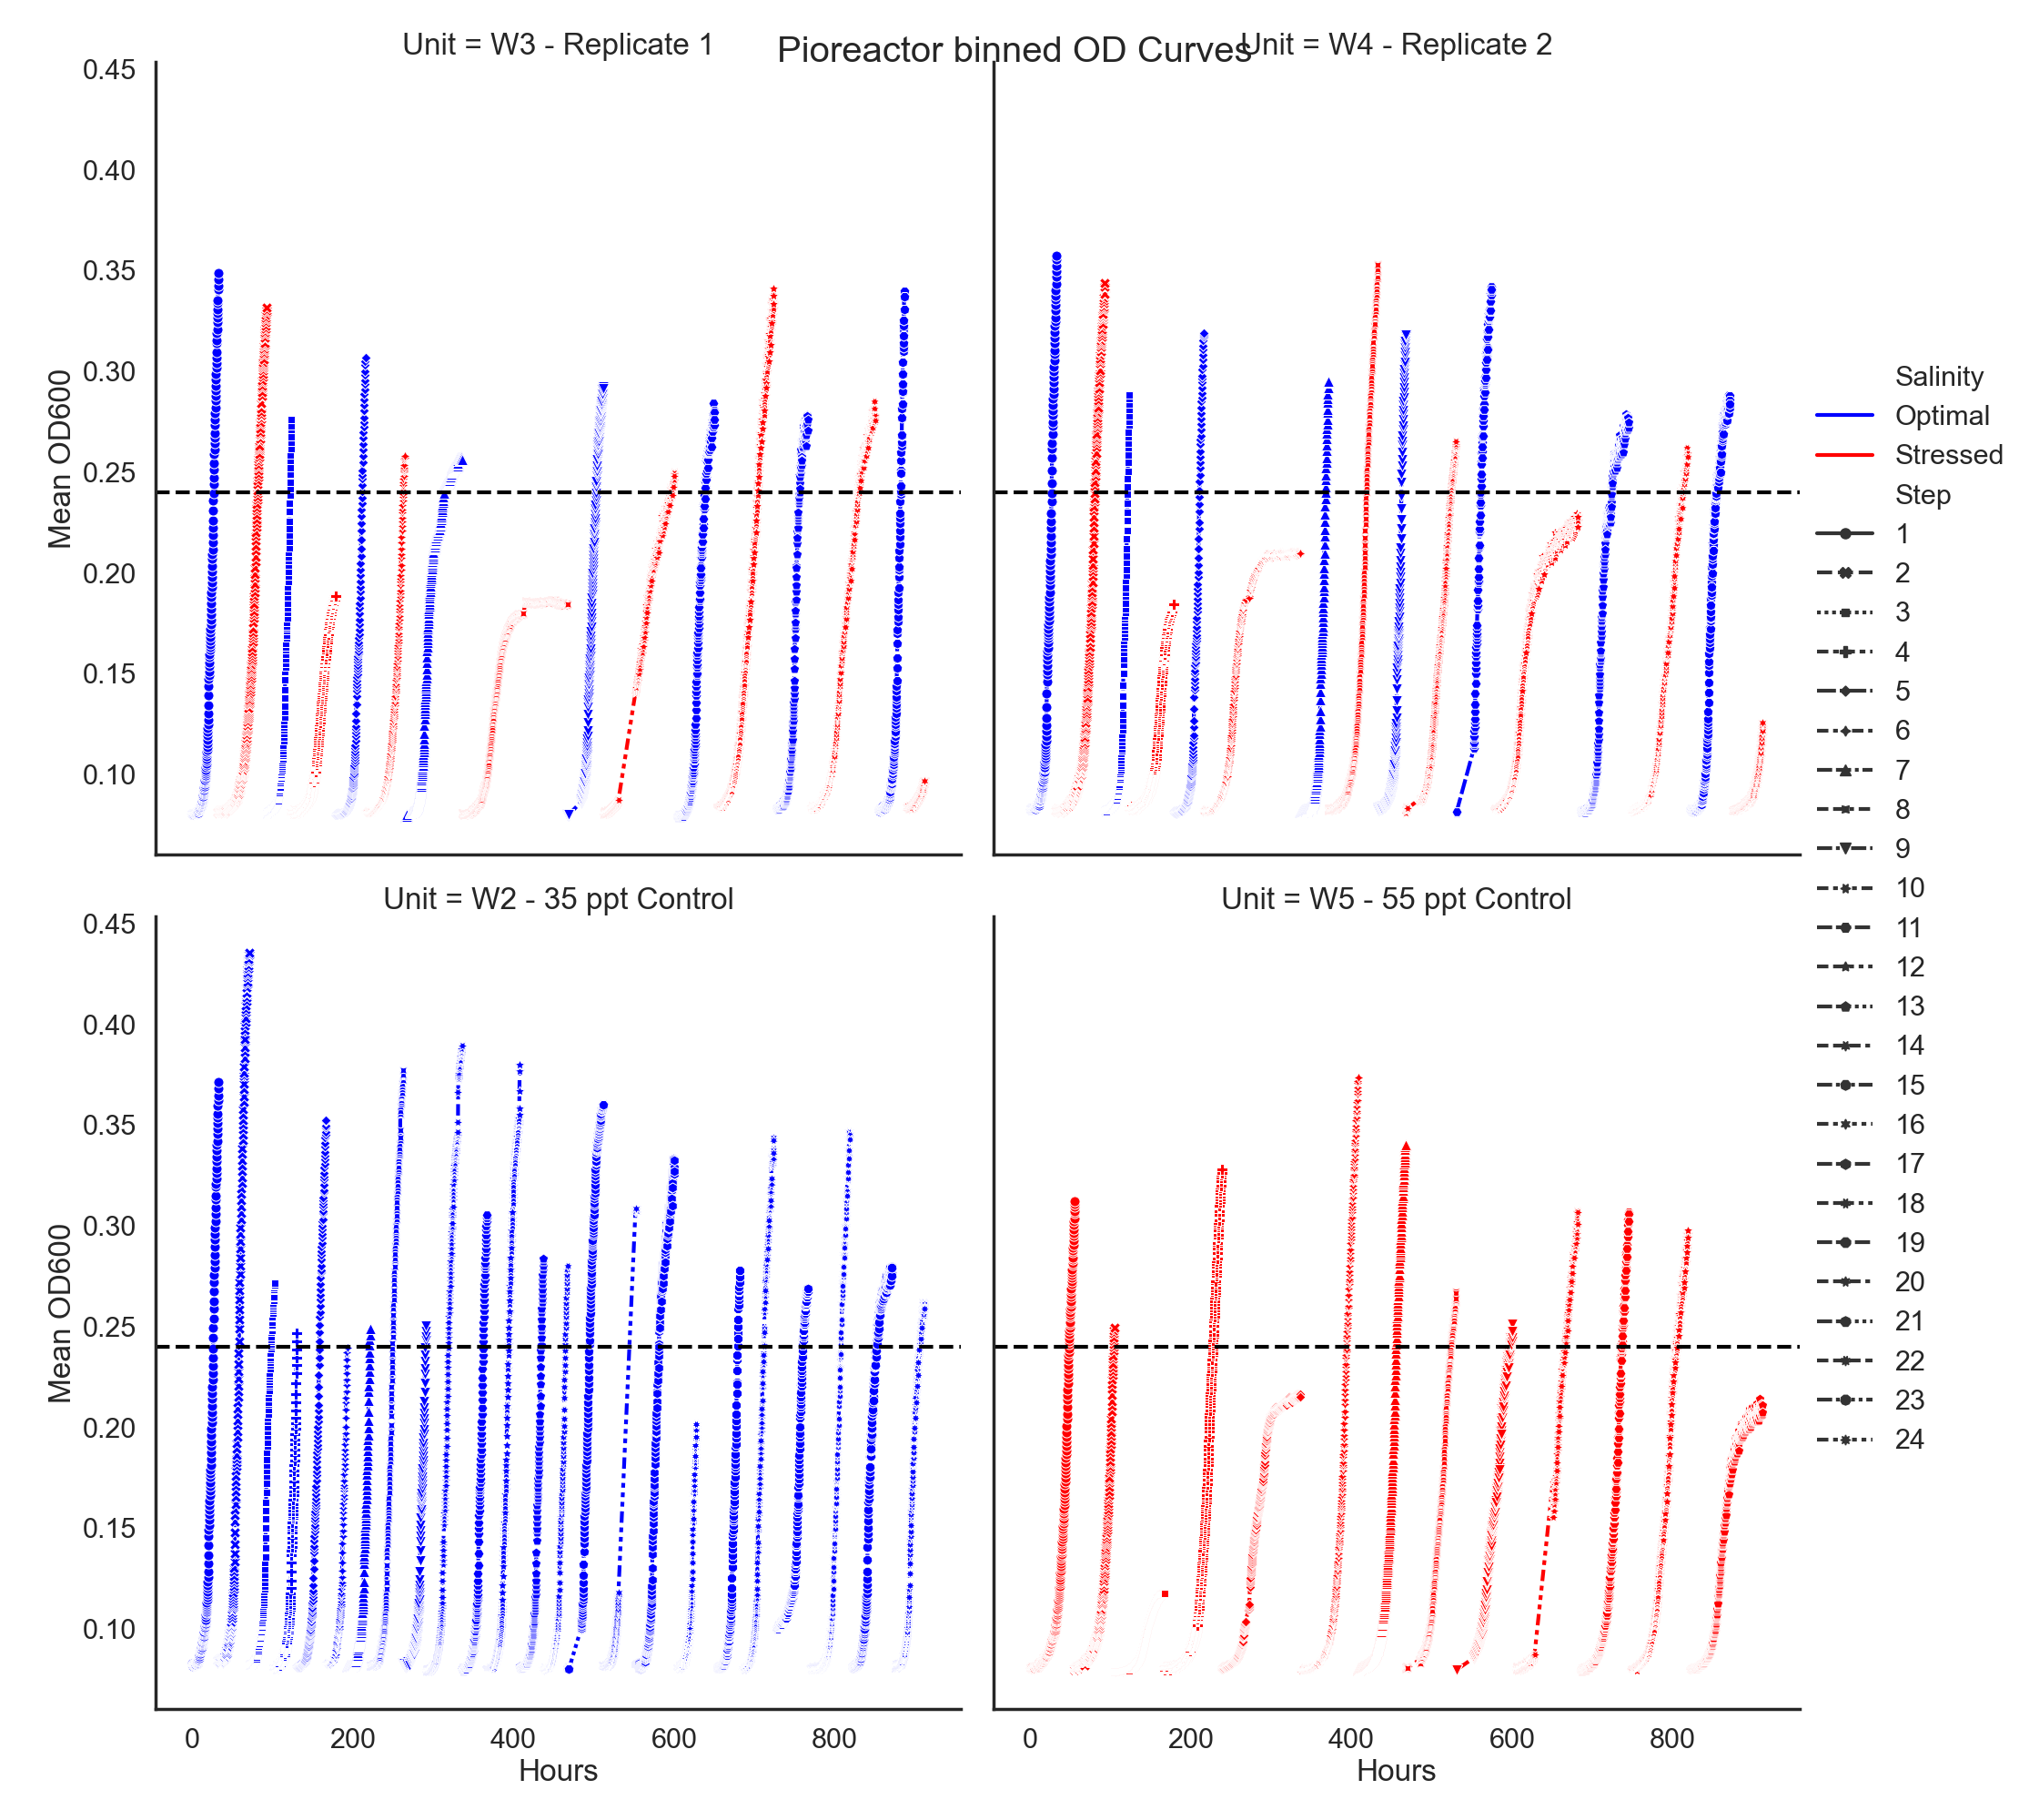 Pioreactor binned OD Curves
Unit = W3 - Replicate 1
Unit = W4 - Replicate 2
0.45
0.40
0.35
0.30
0.25
0.20
0.15
0.10
Mean OD600
Unit = W2 - 35 ppt Control
Unit = W5 - 55 ppt Control
0.45
0.40
0.35
0.30
0.25
0.20
0.15
0.10
Mean OD600
0 200 400 600 800
Hours
0 200 400 600 800
Hours
Salinity
Optimal
Stressed
Step
1
2
3
4
5
6
7
8
9
10
11
12
13
14
15
16
17
18
19
20
21
22
23
24